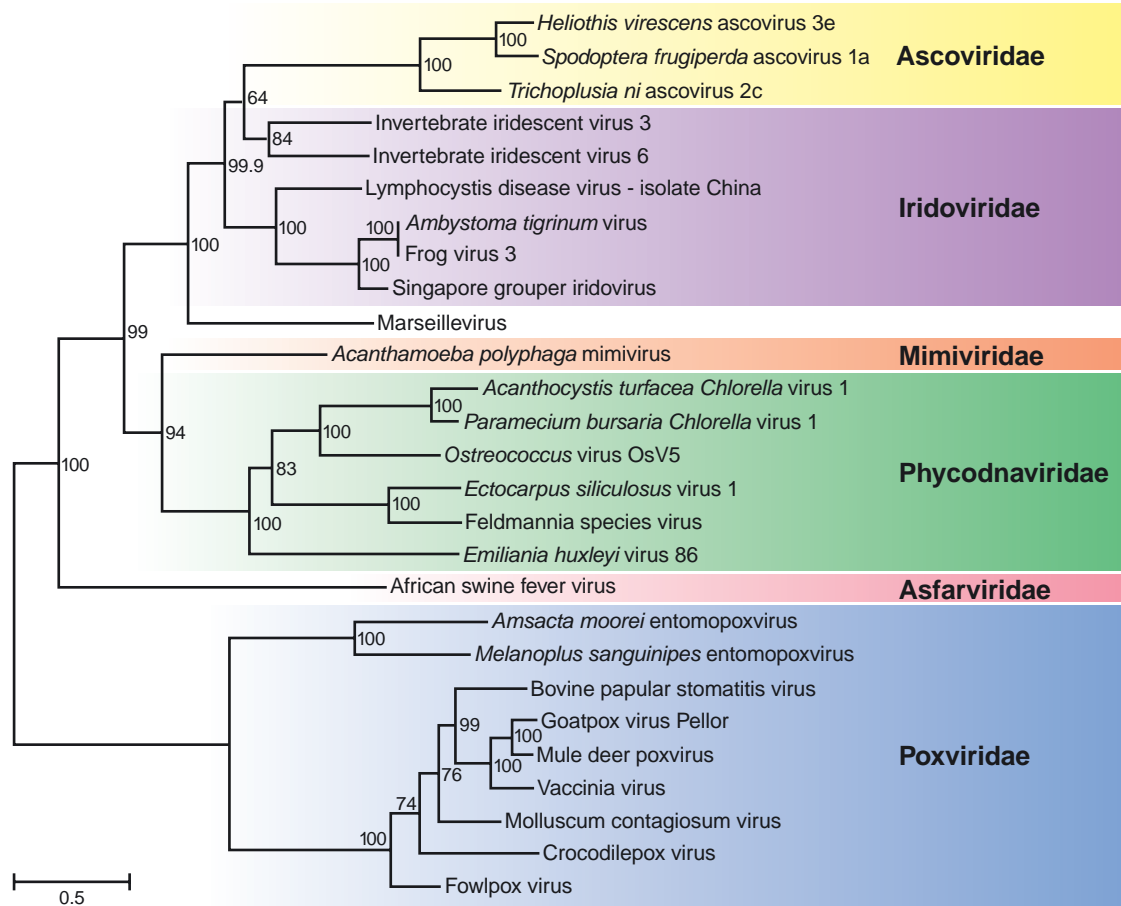 Heliothis virescens ascovirus 3e
100
Spodoptera frugiperda ascovirus 1a
Ascoviridae
100
Trichoplusia ni ascovirus 2c
64
Invertebrate iridescent virus 3
84
Invertebrate iridescent virus 6
99.9
Lymphocystis disease virus - isolate China
Iridoviridae
100
Ambystoma tigrinum virus
100
Frog virus 3
100
100
Singapore grouper iridovirus
Marseillevirus
99
Acanthamoeba polyphaga mimivirus
Mimiviridae
Acanthocystis turfacea Chlorella virus 1
100
Paramecium bursaria Chlorella virus 1
94
100
Ostreococcus virus OsV5
100
83
Phycodnaviridae
Ectocarpus siliculosus virus 1
100
Feldmannia species virus
100
Emiliania huxleyi virus 86
African swine fever virus
Asfarviridae
Amsacta moorei entomopoxvirus
100
Melanoplus sanguinipes entomopoxvirus
Bovine papular stomatitis virus
99
Goatpox virus Pellor
100
Mule deer poxvirus
Poxviridae
100
76
Vaccinia virus
74
Molluscum contagiosum virus
100
Crocodilepox virus
Fowlpox virus
0.5